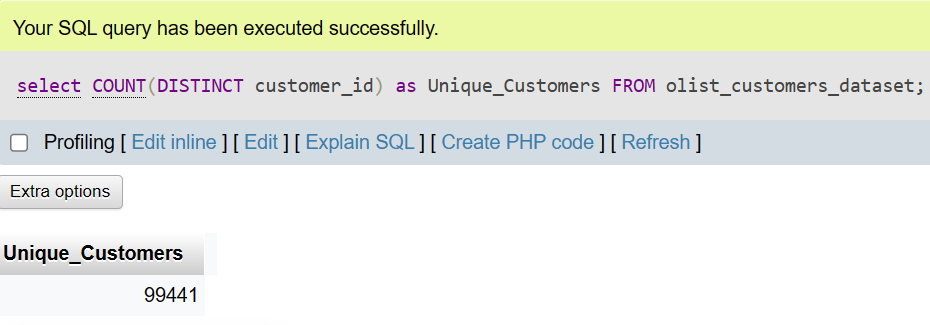 Your SQL query has been executed successfully.
select COUNT(DISTINCT customer_id) as Unique_Customers FROM olist_customers_dataset;
Profiling [ Edit inline ] [ Edit ] [ Explain SQL ] [ Create PHP code ] [ Refresh ]
Extra options
Unique_Customers
99441